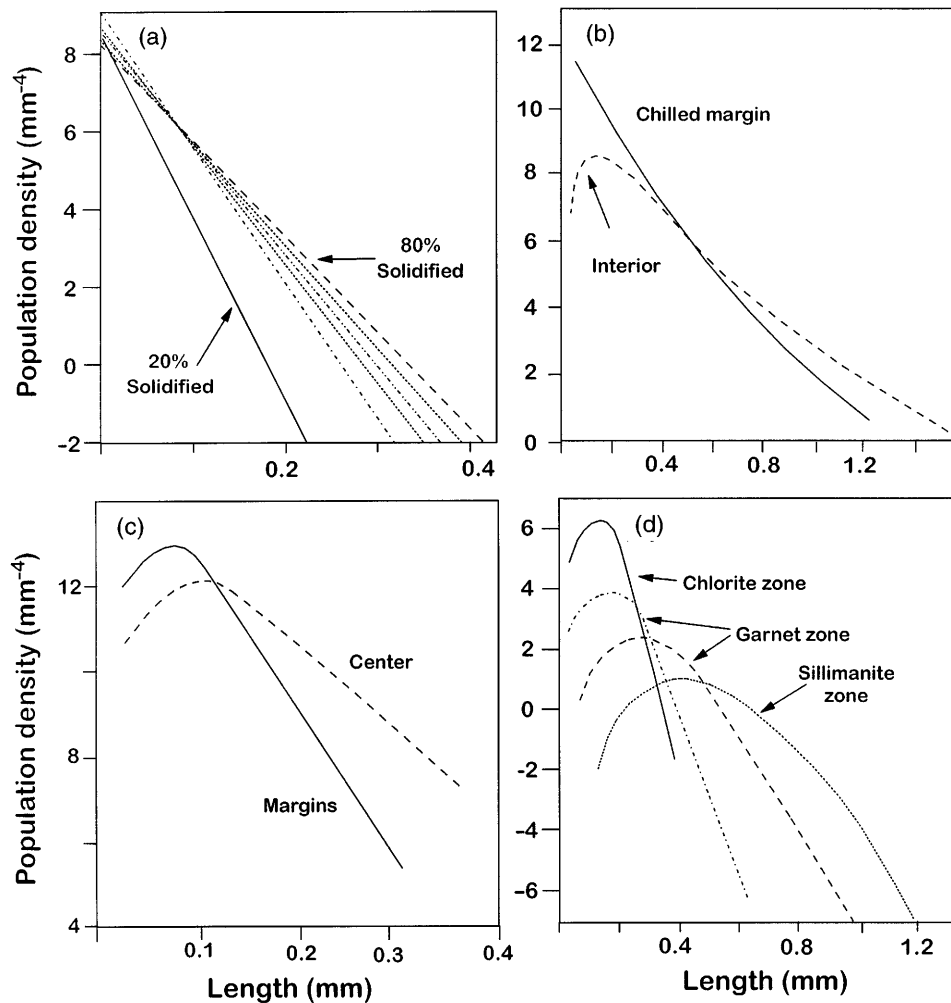 (a)
Population density (mm⁻⁴)
8
6
4
2
0
−2
0.2
0.4
80%
Solidified
20%
Solidified
(b)
12
10
8
6
4
2
0
0.4
0.8
1.2
Chilled margin
Interior
(c)
Population density (mm⁻⁴)
12
8
4
0.1
0.2
0.3
0.4
Center
Margins
Length (mm)
(d)
6
4
2
0
−2
−4
−6
0.4
0.8
1.2
Chlorite zone
Garnet zone
Sillimanite
zone
Length (mm)